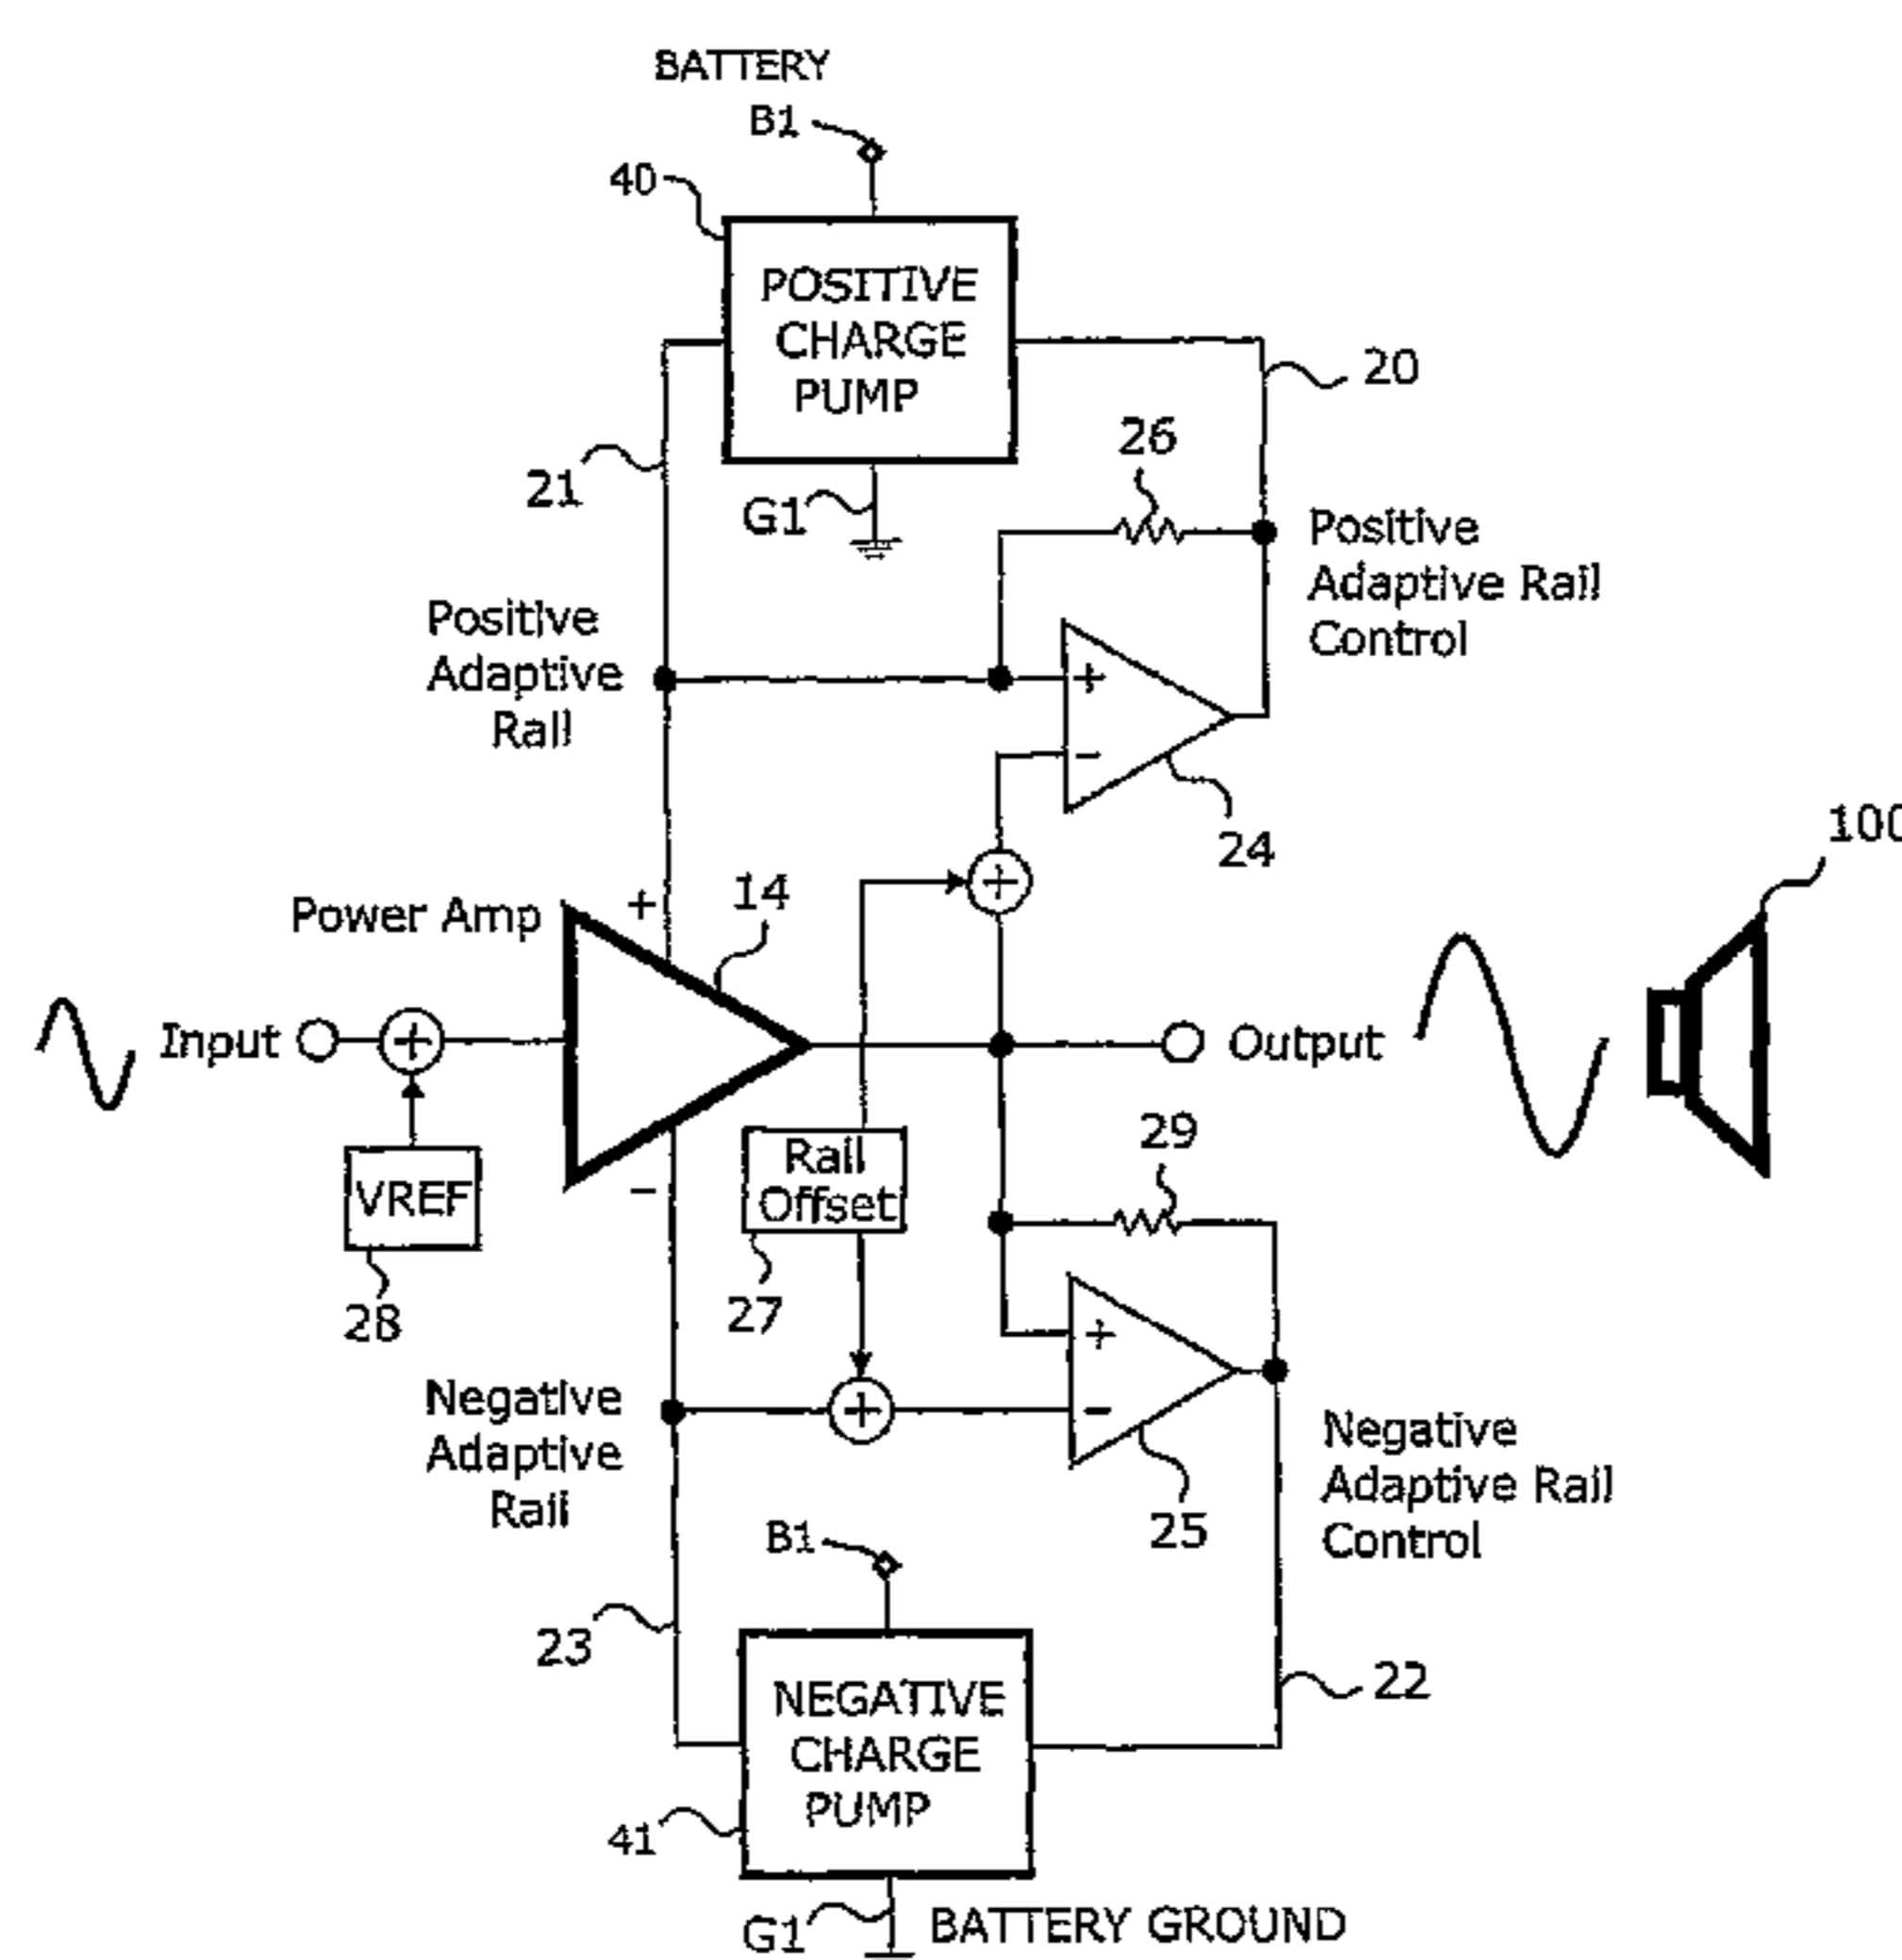 BATTERY
B1
40
POSITIVE
CHARGE
PUMP
20
26
21
G1
Positive
Adaptive Rail
Control
Positive
Adaptive
Rail
+
-
24
100
Power Amp
+
14
+
Input
+
Output
-
VREF
28
Rail
Offset
27
29
+
-
+
25
Negative
Adaptive
Rail
Negative
Adaptive Rail
Control
B1
23
22
NEGATIVE
CHARGE
PUMP
41
G1
BATTERY GROUND